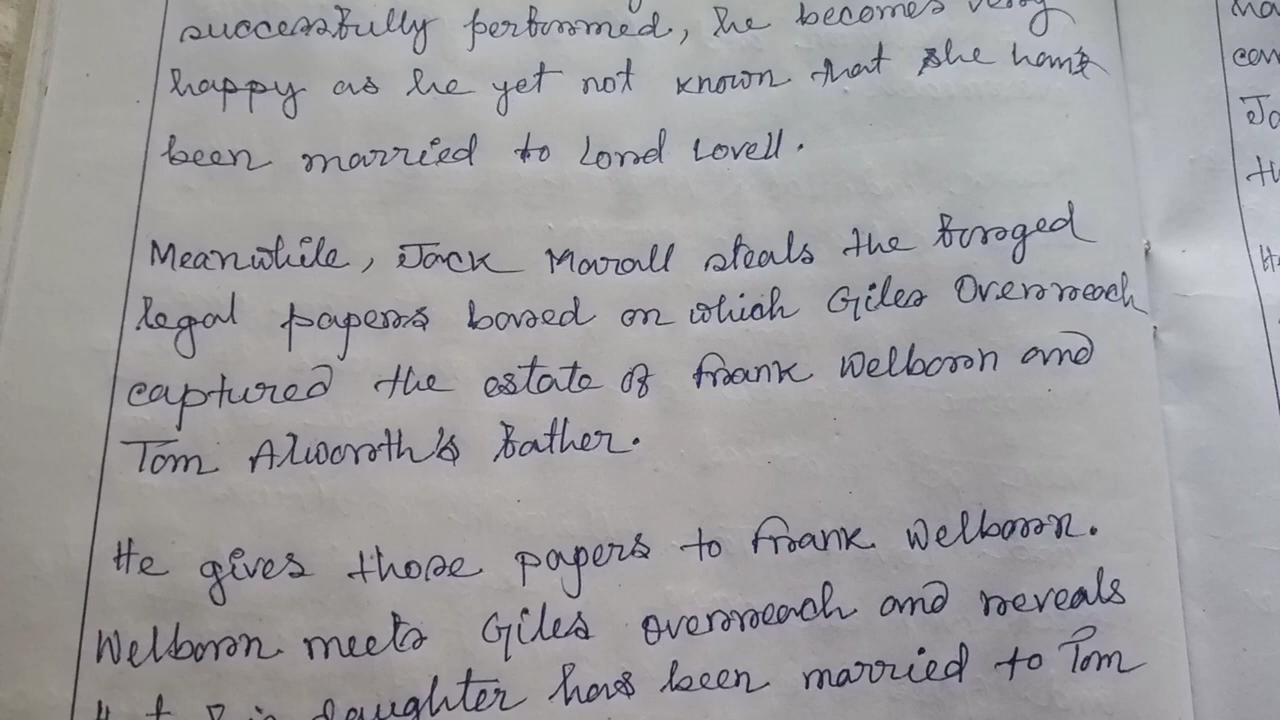 successfully performed, he becomes very
happy as he yet not known that she has
been married to Lord Lovell.
Meanwhile, Jack Marall steals the forged
legal papers based on which Giles Overreach
captured the estate of Frank Welborn and
Tom Alworth's father.
He gives those papers to Frank Welborn.
Welborn meets Giles overreach and reveals
daughter has been married to Tom